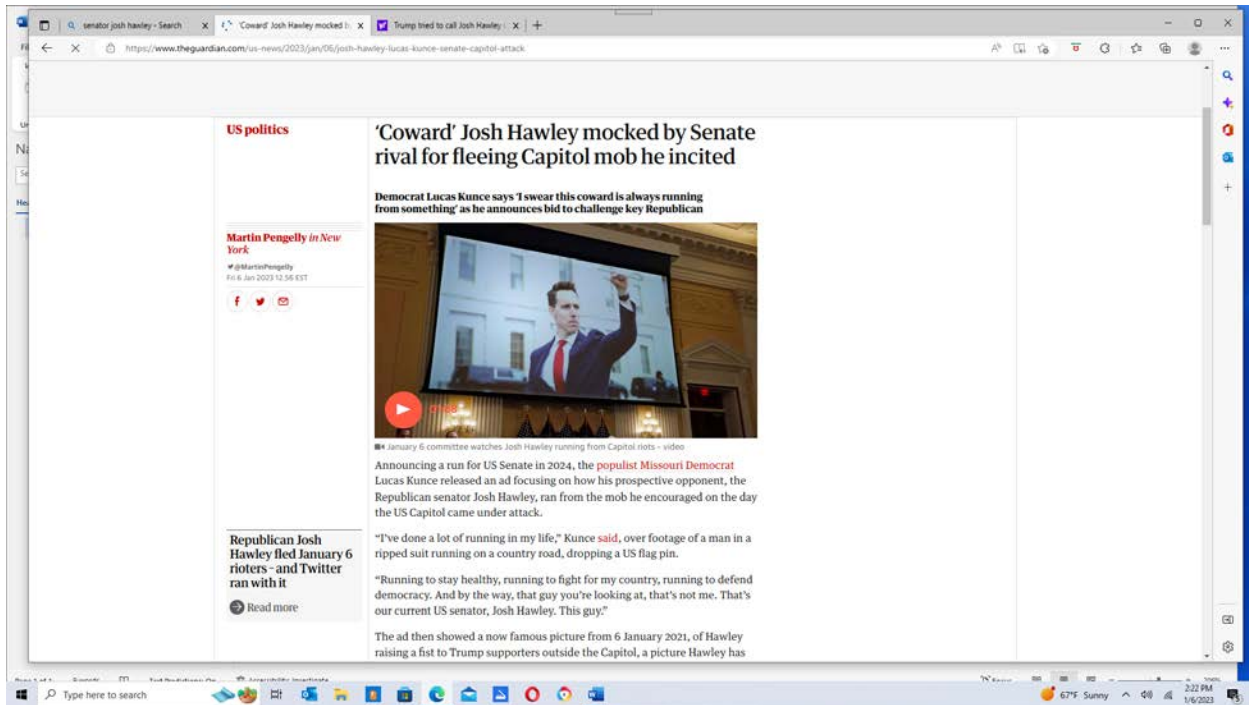 senator josh hawley - Search
'Coward' Josh Hawley mocked b
Trump tried to call Josh Hawley
https://www.theguardian.com/us-news/2023/jan/06/josh-hawley-lucas-kunce-senate-capitol-attack
US politics
'Coward' Josh Hawley mocked by Senate
rival for fleeing Capitol mob he incited
Democrat Lucas Kunce says 'I swear this coward is always running
from something' as he announces bid to challenge key Republican
Martin Pengelly in New
York
@MartinPengelly
Fri 6 Jan 2023 12.56 EST
January 6 committee watches Josh Hawley running from Capitol riots - video
Announcing a run for US Senate in 2024, the populist Missouri Democrat
Lucas Kunce released an ad focusing on how his prospective opponent, the
Republican senator Josh Hawley, ran from the mob he encouraged on the day
the US Capitol came under attack.
Republican Josh
Hawley fled January 6
rioters – and Twitter
ran with it
Read more
“I've done a lot of running in my life,” Kunce said, over footage of a man in a
ripped suit running on a country road, dropping a US flag pin.
“Running to stay healthy, running to fight for my country, running to defend
democracy. And by the way, that guy you're looking at, that's not me. That's
our current US senator, Josh Hawley. This guy.”
The ad then showed a now famous picture from 6 January 2021, of Hawley
raising a fist to Trump supporters outside the Capitol, a picture Hawley has
Type here to search
67°F Sunny
2:22 PM
1/6/2023